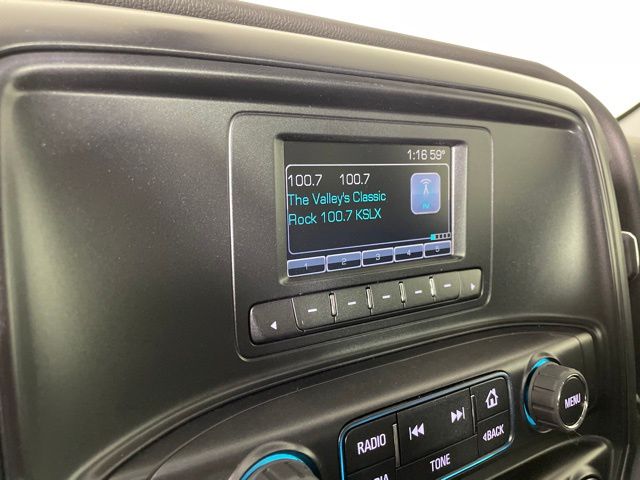 1:16 59°
100.7 100.7
The Valley's Classic
Rock 100.7 KSLX
FM
1 2 3 4 5
RADIO
TONE
BACK
MENU